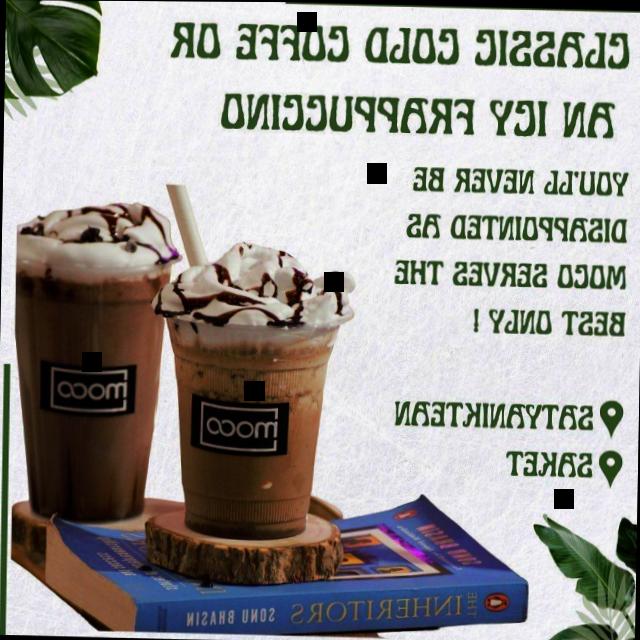 CLASSIC COLD COFFE OR
AN ICY FRAPPUCCINO
YOU'LL NEVER BE
DISAPPOINTED AS
MOCO SERVES THE
BEST ONLY !
SATYANIKTEAN
SAKET
moco
moco
THE INHERITORS
SONU BHASIN